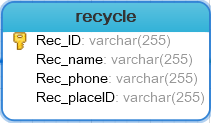 recycle
Rec_ID: varchar(255)
Rec_name: varchar(255)
Rec_phone: varchar(255)
Rec_placeID: varchar(255)